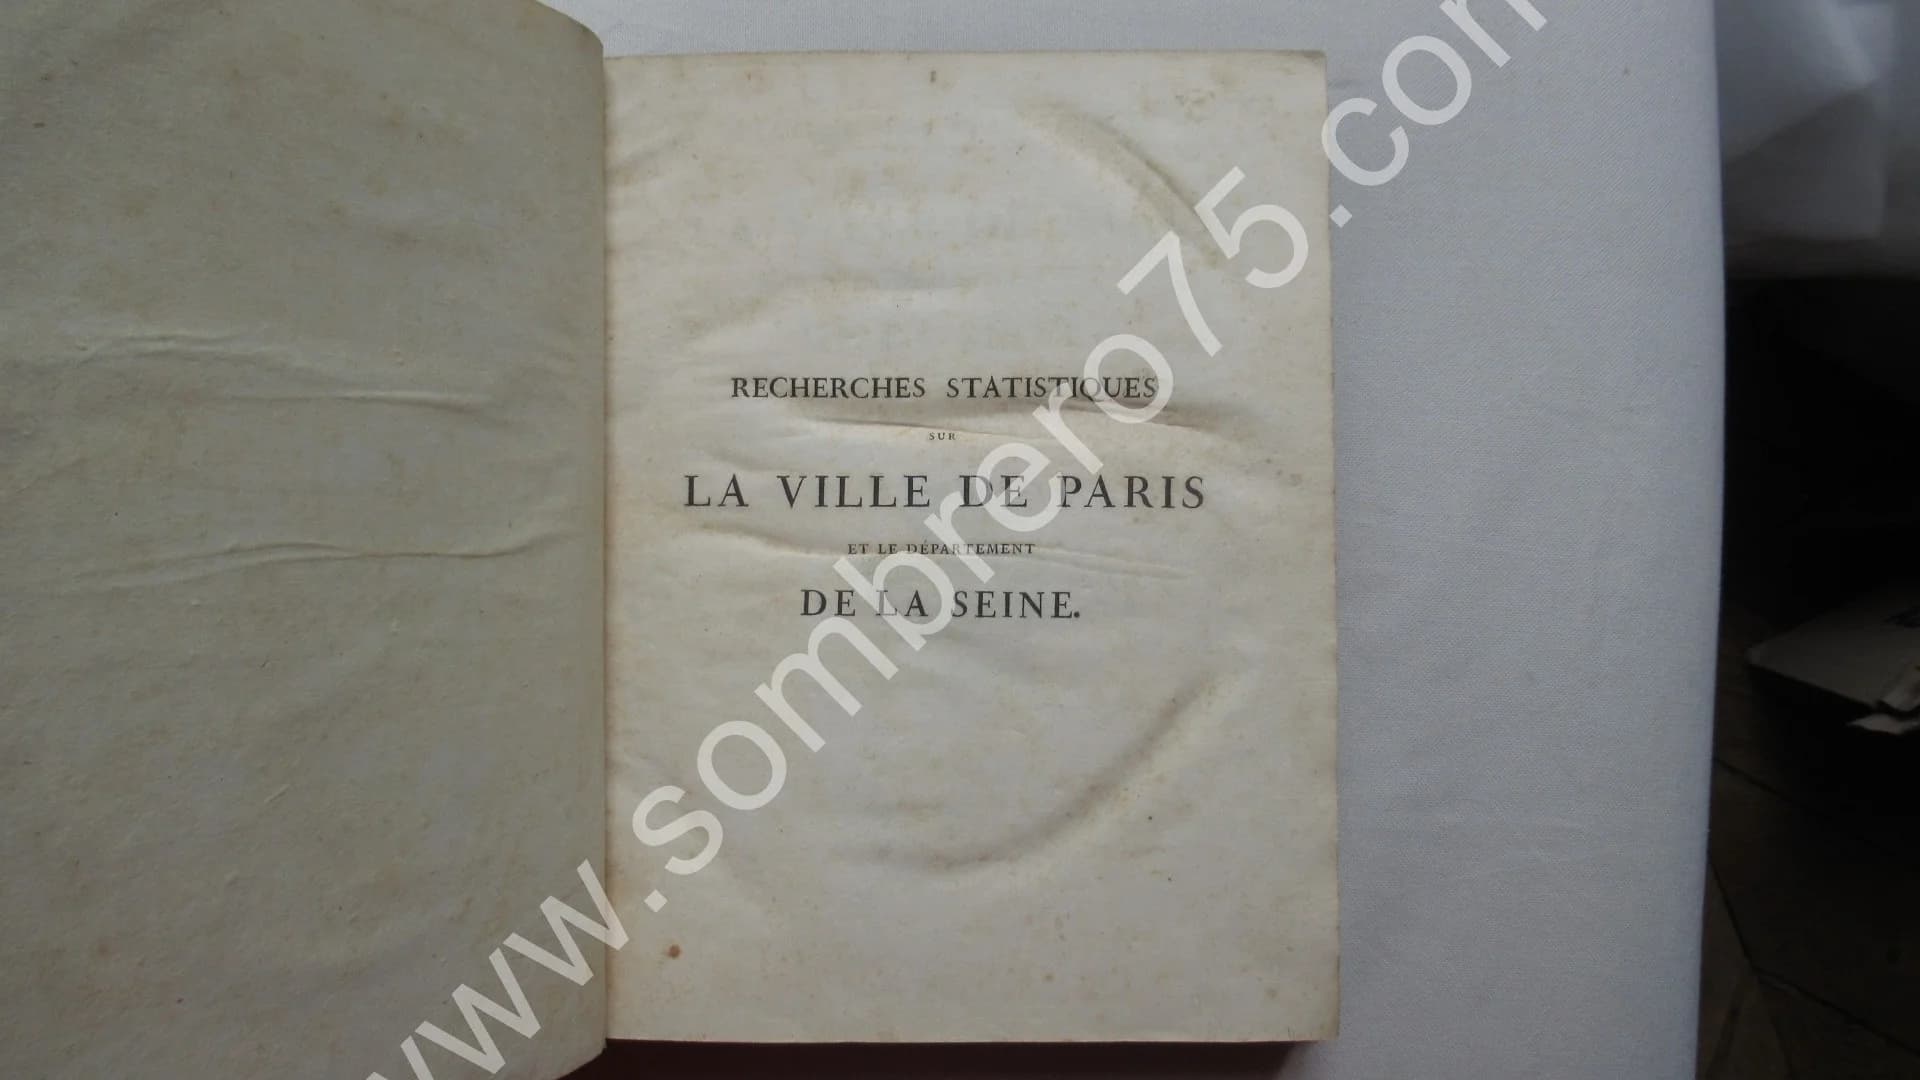 RECHERCHES STATISTIQUES
SUR
LA VILLE DE PARIS
ET LE DÉPARTEMENT
DE LA SEINE.
www.sombrero75.com